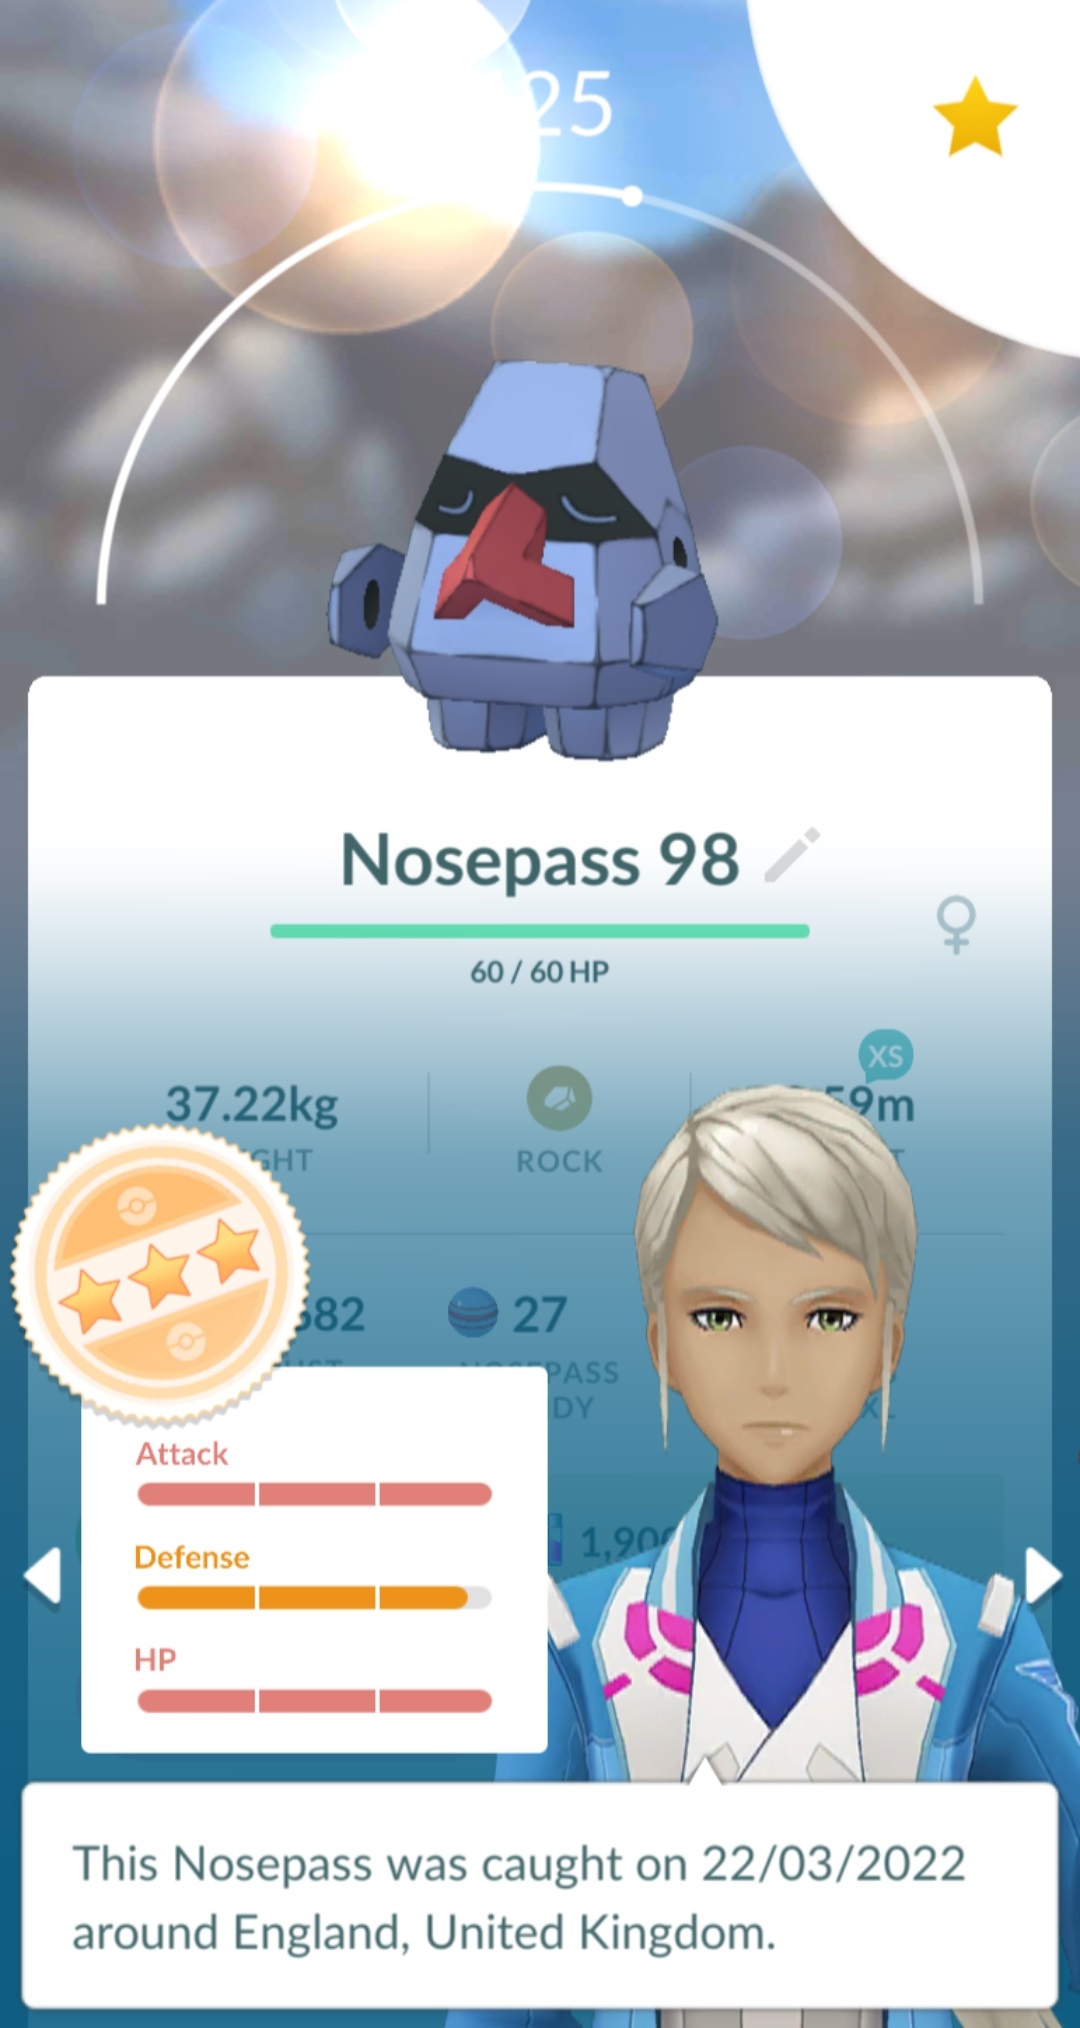 25
Nosepass 98
60 / 60 HP
XS
37.22kg
ROCK
27
Attack
Defense
HP
This Nosepass was caught on 22/03/2022
around England, United Kingdom.